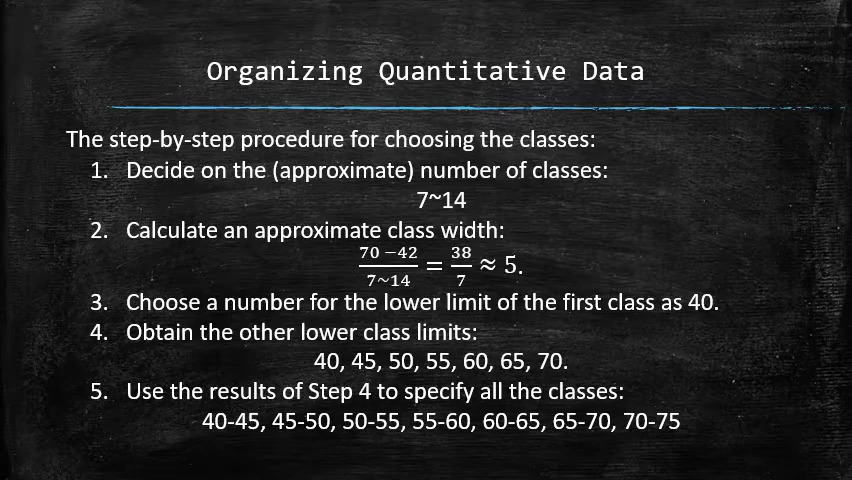 Organizing Quantitative Data
The step-by-step procedure for choosing the classes:
1. Decide on the (approximate) number of classes:
7~14
2. Calculate an approximate class width:
70 −42 / 7~14 = 38 / 7 ≈ 5.
3. Choose a number for the lower limit of the first class as 40.
4. Obtain the other lower class limits:
40, 45, 50, 55, 60, 65, 70.
5. Use the results of Step 4 to specify all the classes:
40-45, 45-50, 50-55, 55-60, 60-65, 65-70, 70-75